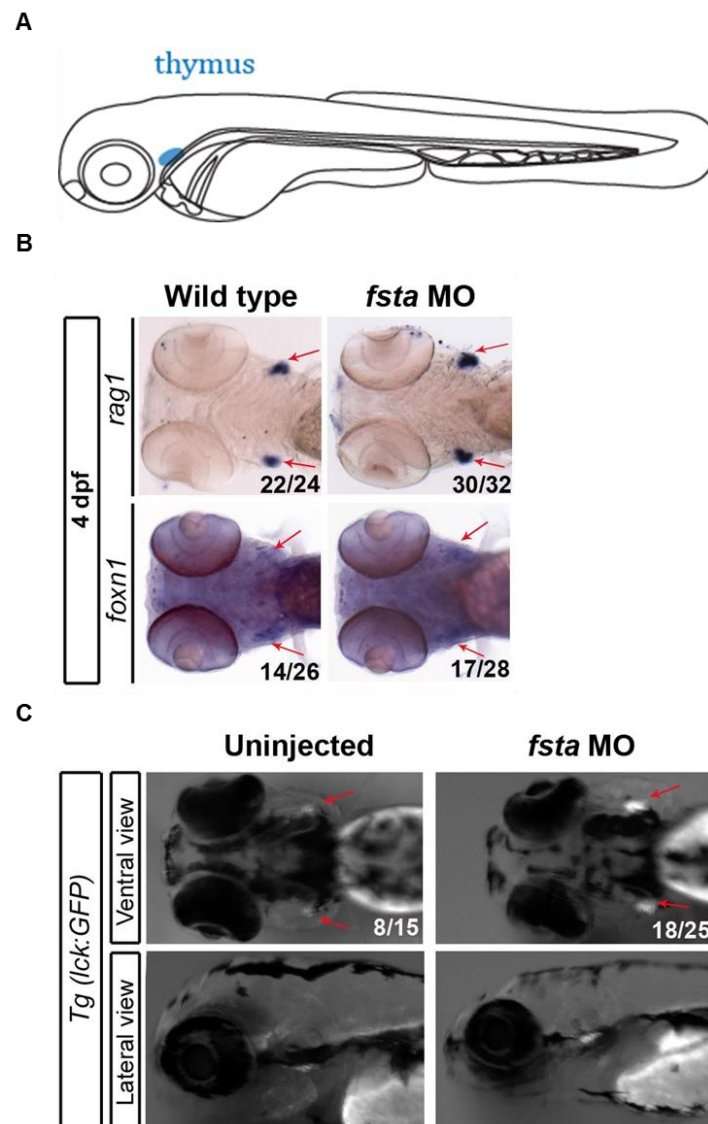 A
thymus
B
Wild type
fsta MO
4 dpf
rag1
22/24
30/32
foxn1
14/26
17/28
C
Uninjected
fsta MO
Tg (lck:GFP)
Ventral view
8/15
18/25
Lateral view